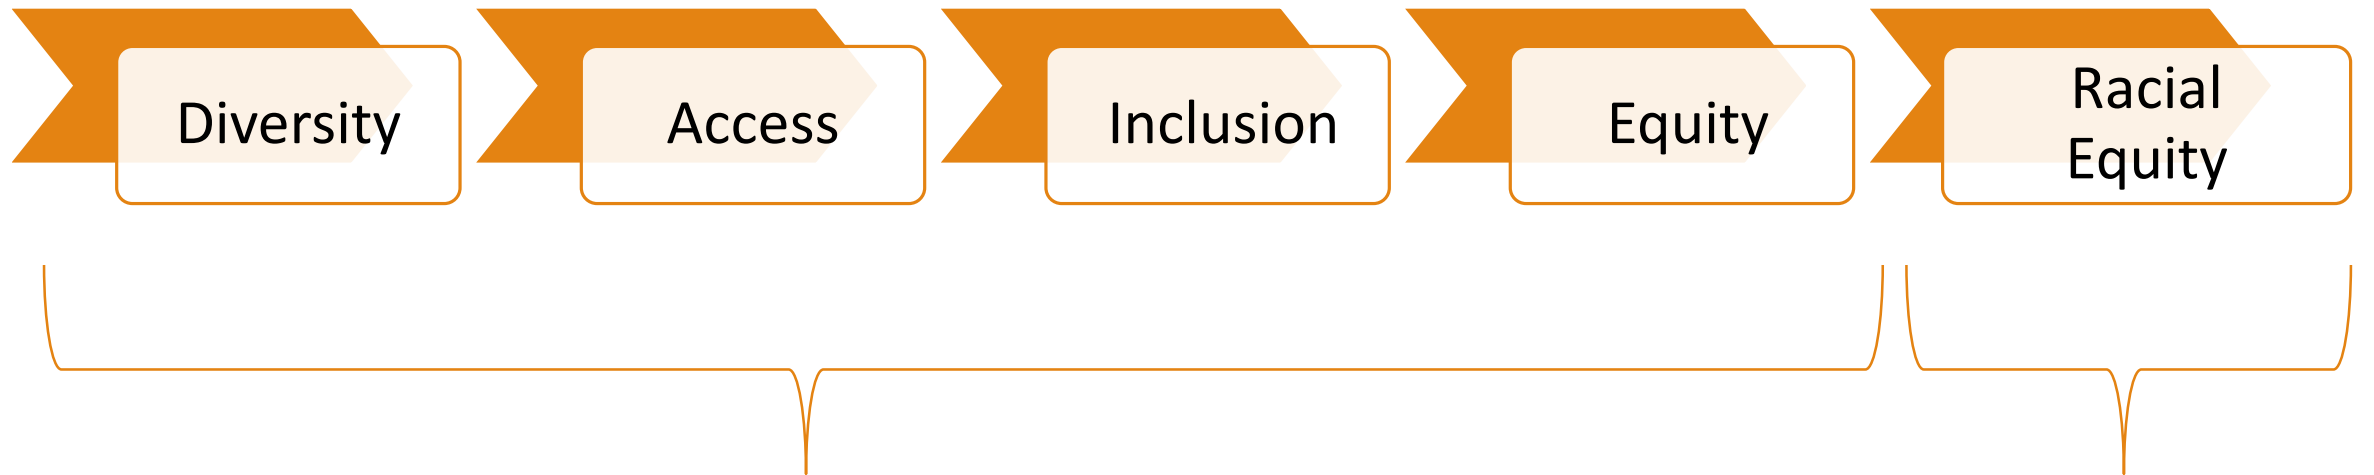 Diversity
Access
Inclusion
Equity
Racial
Equity